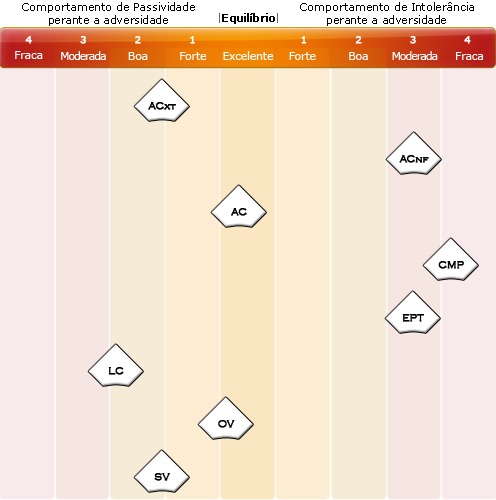 Comportamento de Passividade
perante a adversidade
|Equilíbrio|
Comportamento de Intolerância
perante a adversidade
4 3 2 1 1 2 3 4
Fraca Moderada Boa Forte Excelente Forte Boa Moderada Fraca
ACXT
ACNF
AC
CMP
EPT
LC
OV
SV